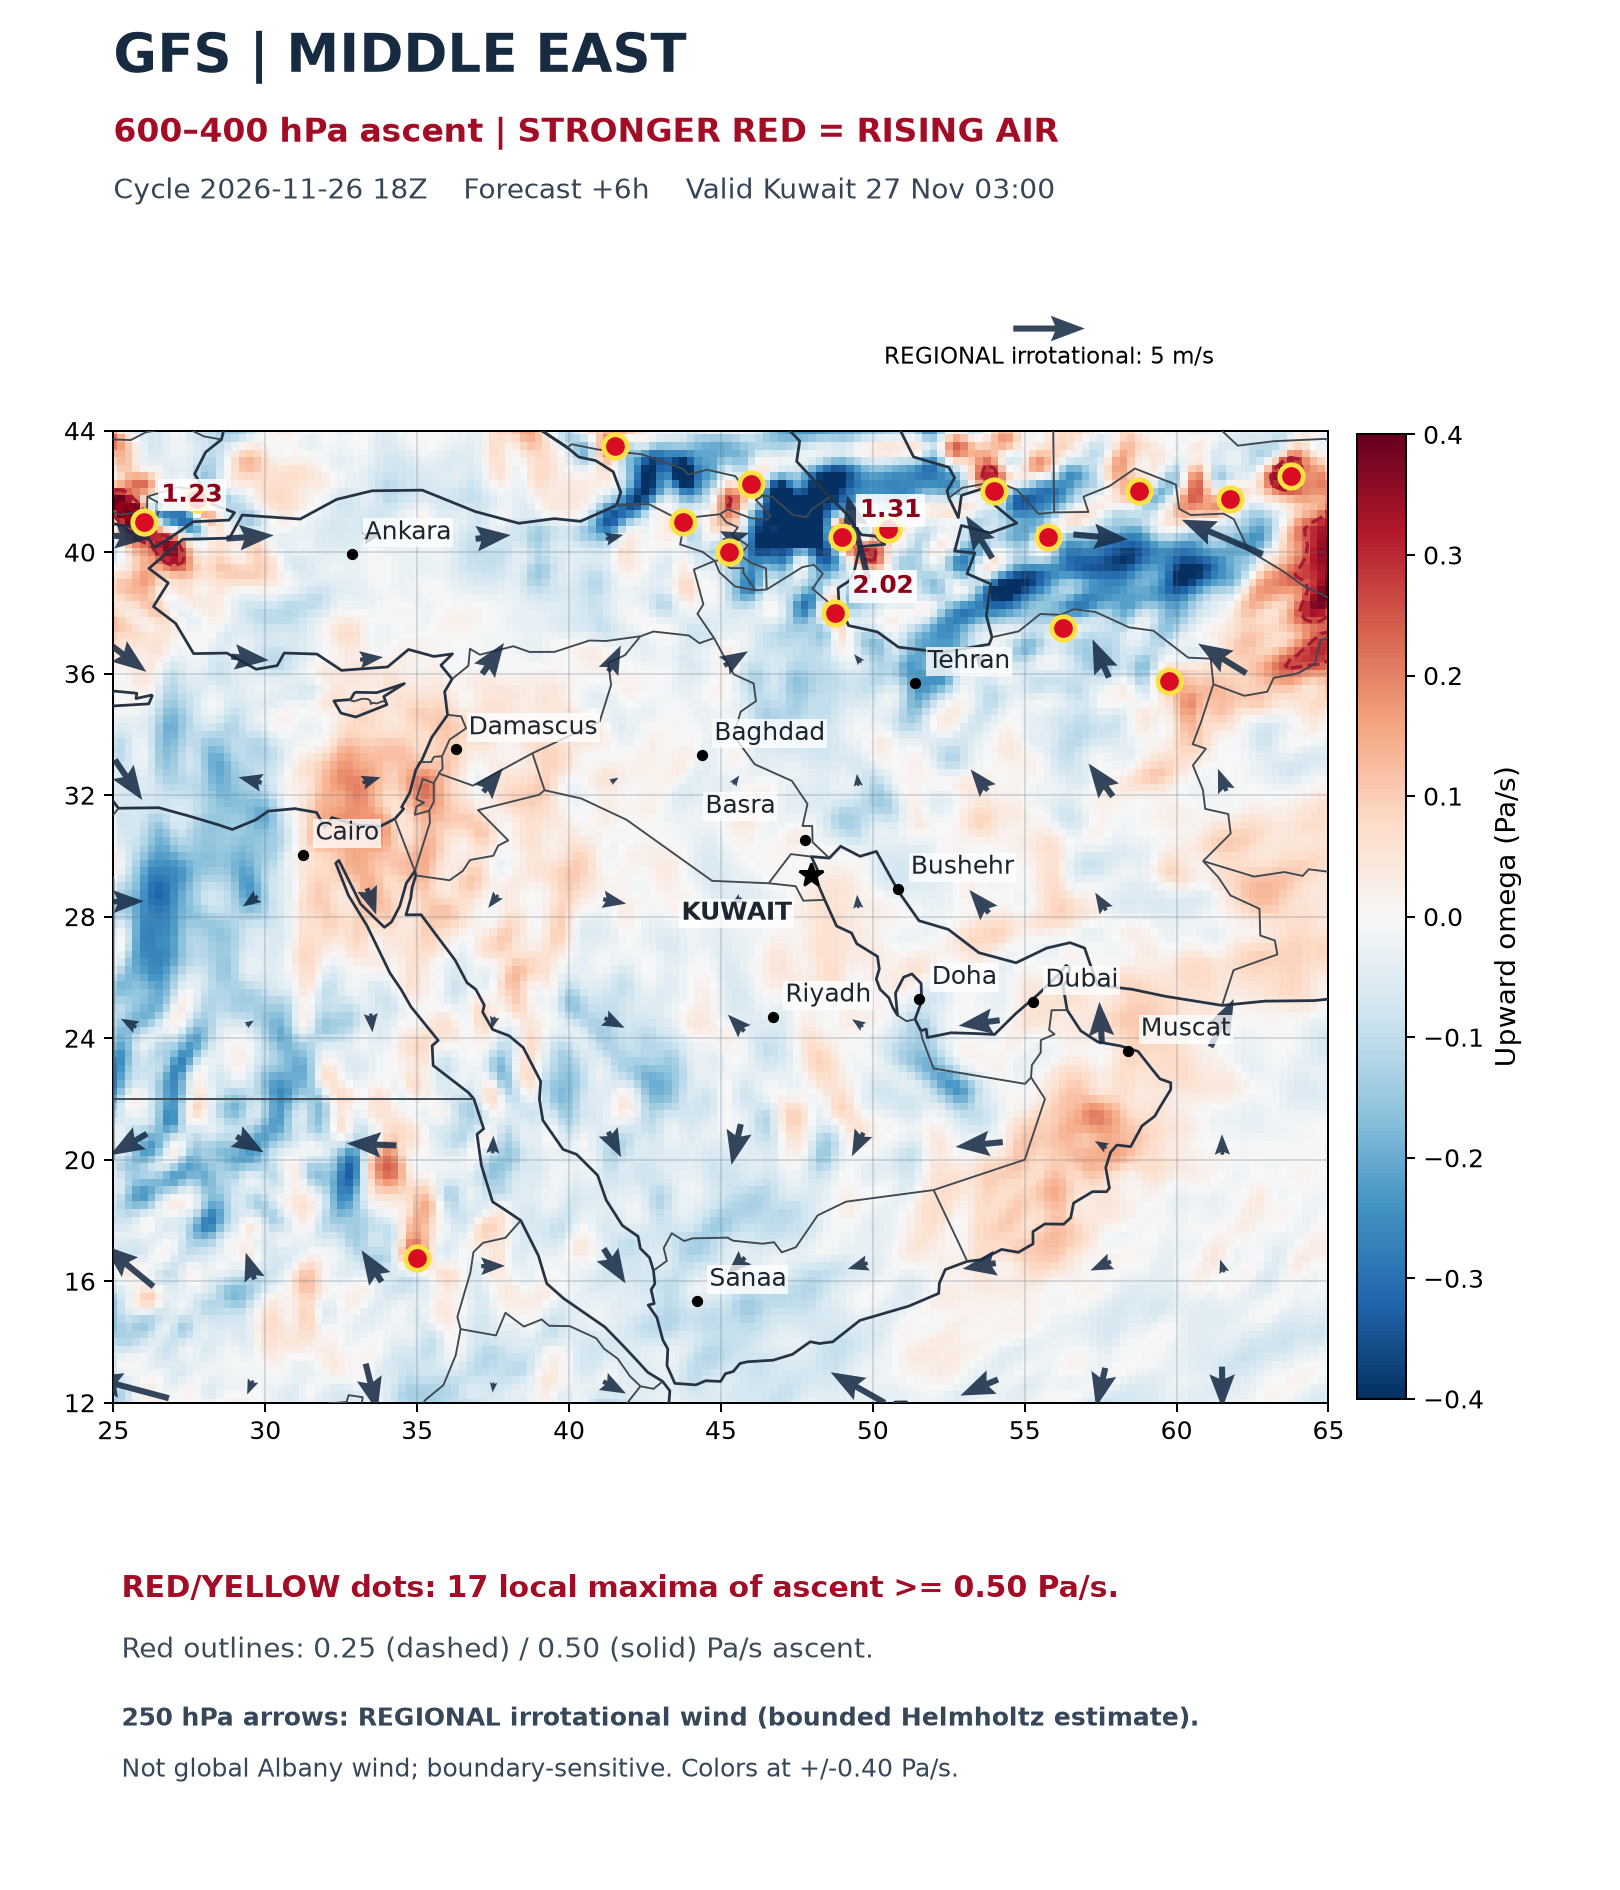 GFS | MIDDLE EAST
600–400 hPa ascent | STRONGER RED = RISING AIR
Cycle 2026-11-26 18Z    Forecast +6h    Valid Kuwait 27 Nov 03:00
REGIONAL irrotational: 5 m/s
44
40
36
32
28
24
20
16
12
25
30
35
40
45
50
55
60
65
1.23
1.31
2.02
Ankara
Tehran
Damascus
Baghdad
Basra
Cairo
Bushehr
KUWAIT
Doha
Dubai
Riyadh
Muscat
Sanaa
0.4
0.3
0.2
0.1
0.0
−0.1
−0.2
−0.3
−0.4
Upward omega (Pa/s)
RED/YELLOW dots: 17 local maxima of ascent >= 0.50 Pa/s.
Red outlines: 0.25 (dashed) / 0.50 (solid) Pa/s ascent.
250 hPa arrows: REGIONAL irrotational wind (bounded Helmholtz estimate).
Not global Albany wind; boundary-sensitive. Colors at +/-0.40 Pa/s.